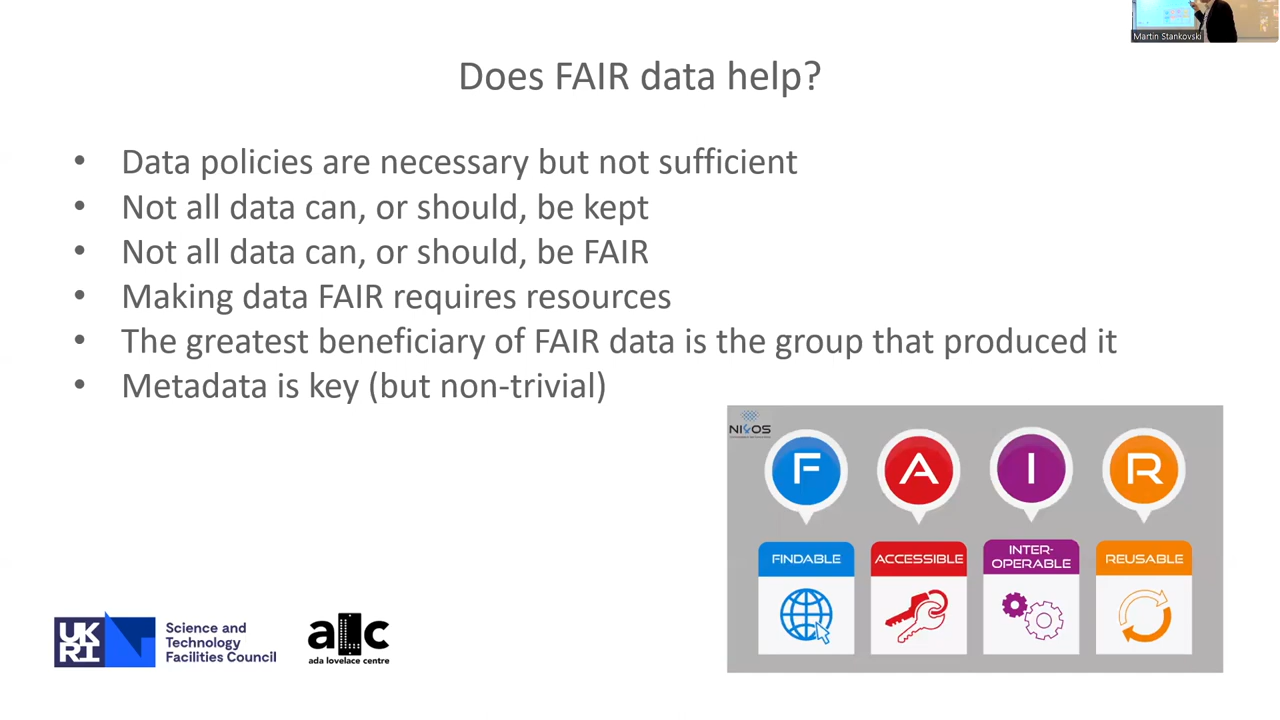 Martin Stankovski
Does FAIR data help?
• Data policies are necessary but not sufficient
• Not all data can, or should, be kept
• Not all data can, or should, be FAIR
• Making data FAIR requires resources
• The greatest beneficiary of FAIR data is the group that produced it
• Metadata is key (but non-trivial)
F A I R
FINDABLE
ACCESSIBLE
INTER-
OPERABLE
REUSABLE
UK
RI
Science and
Technology
Facilities Council
alc
ada lovelace centre